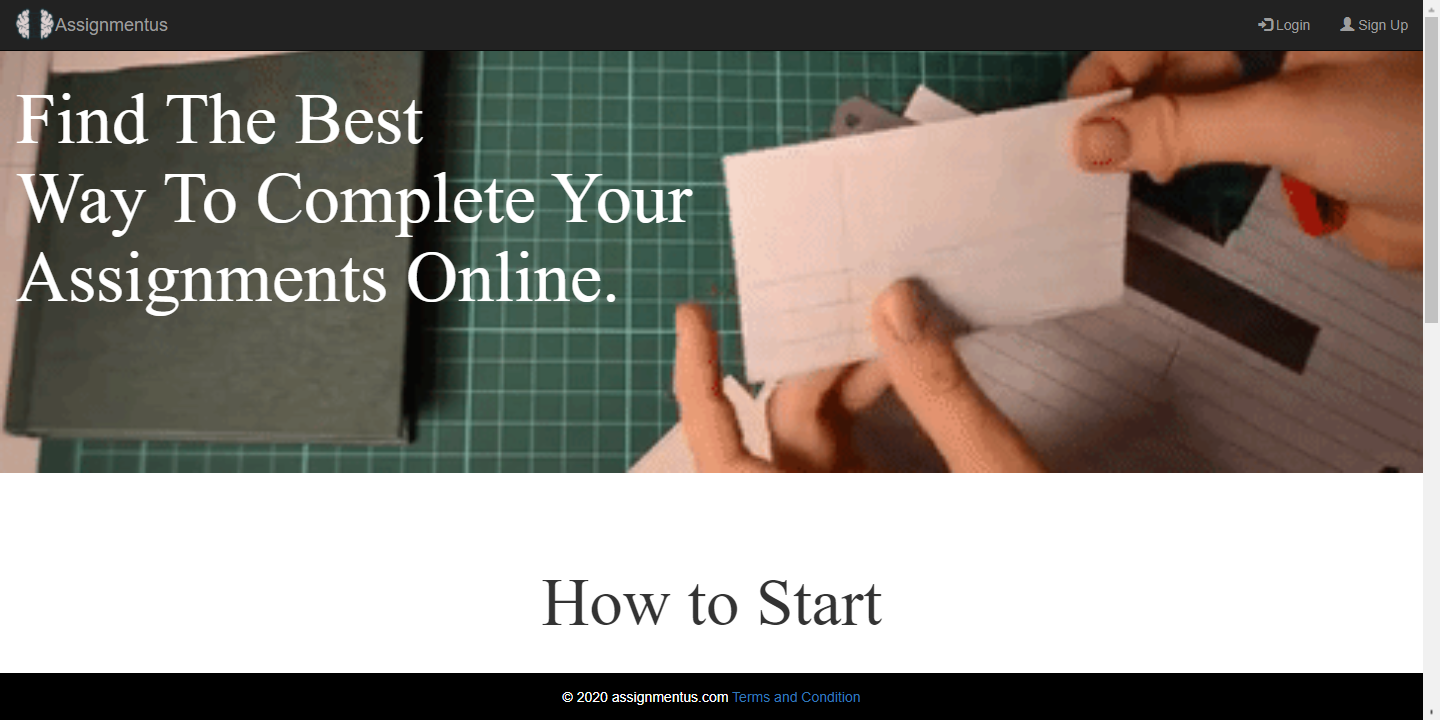 Assignmentus
Login
Sign Up
Find The Best
Way To Complete Your
Assignments Online.
How to Start
© 2020 assignmentus.com Terms and Condition